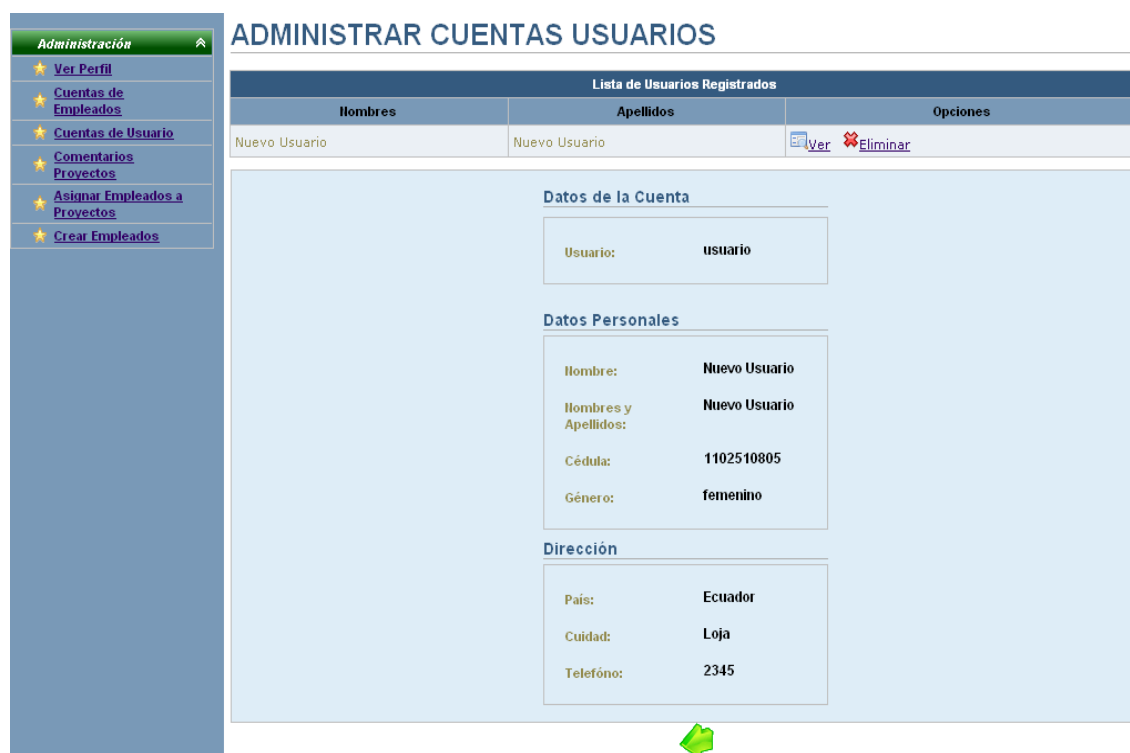 Administración
Ver Perfil
Cuentas de
Empleados
Cuentas de Usuario
Comentarios
Proyectos
Asignar Empleados a
Proyectos
Crear Empleados
ADMINISTRAR CUENTAS USUARIOS
Lista de Usuarios Registrados
Nombres Apellidos Opciones
Nuevo Usuario Nuevo Usuario Ver Eliminar
Datos de la Cuenta
Usuario: usuario
Datos Personales
Nombre: Nuevo Usuario
Nombres y Nuevo Usuario
Apellidos:
Cédula: 1102510805
Género: femenino
Dirección
País: Ecuador
Cuidad: Loja
Telefóno: 2345